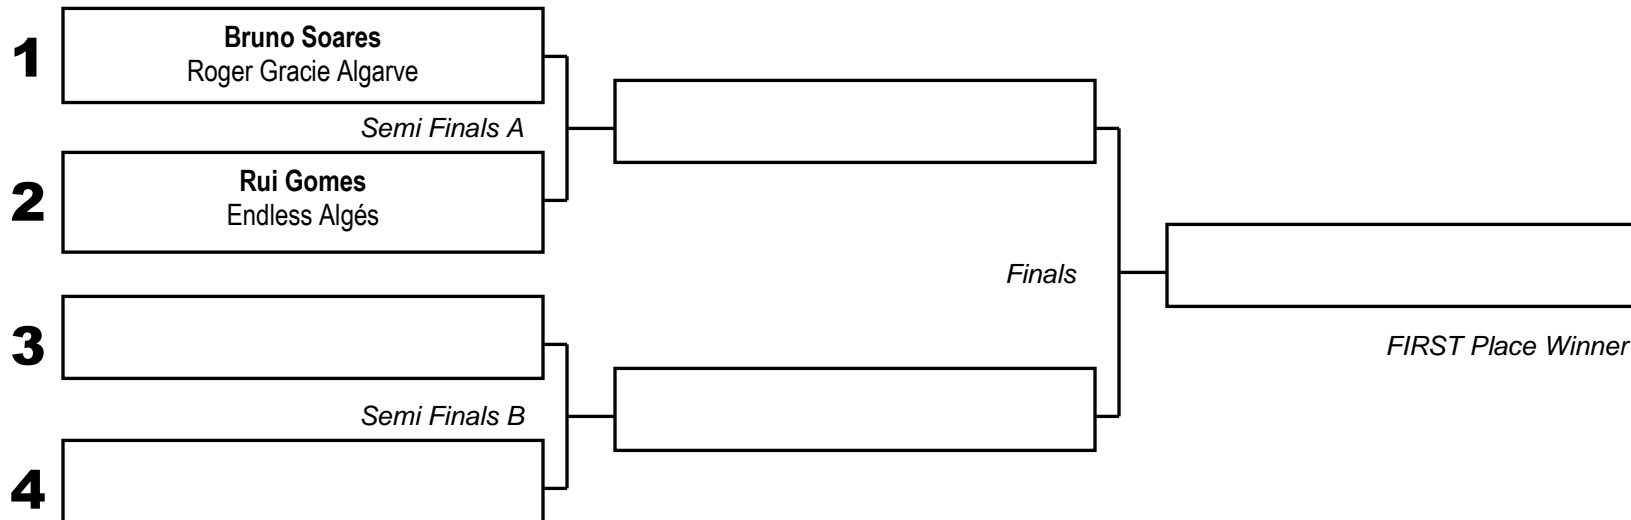 1
Bruno Soares
Roger Gracie Algarve
Semi Finals A
2
Rui Gomes
Endless Algés
Finals
3
FIRST Place Winner
Semi Finals B
4